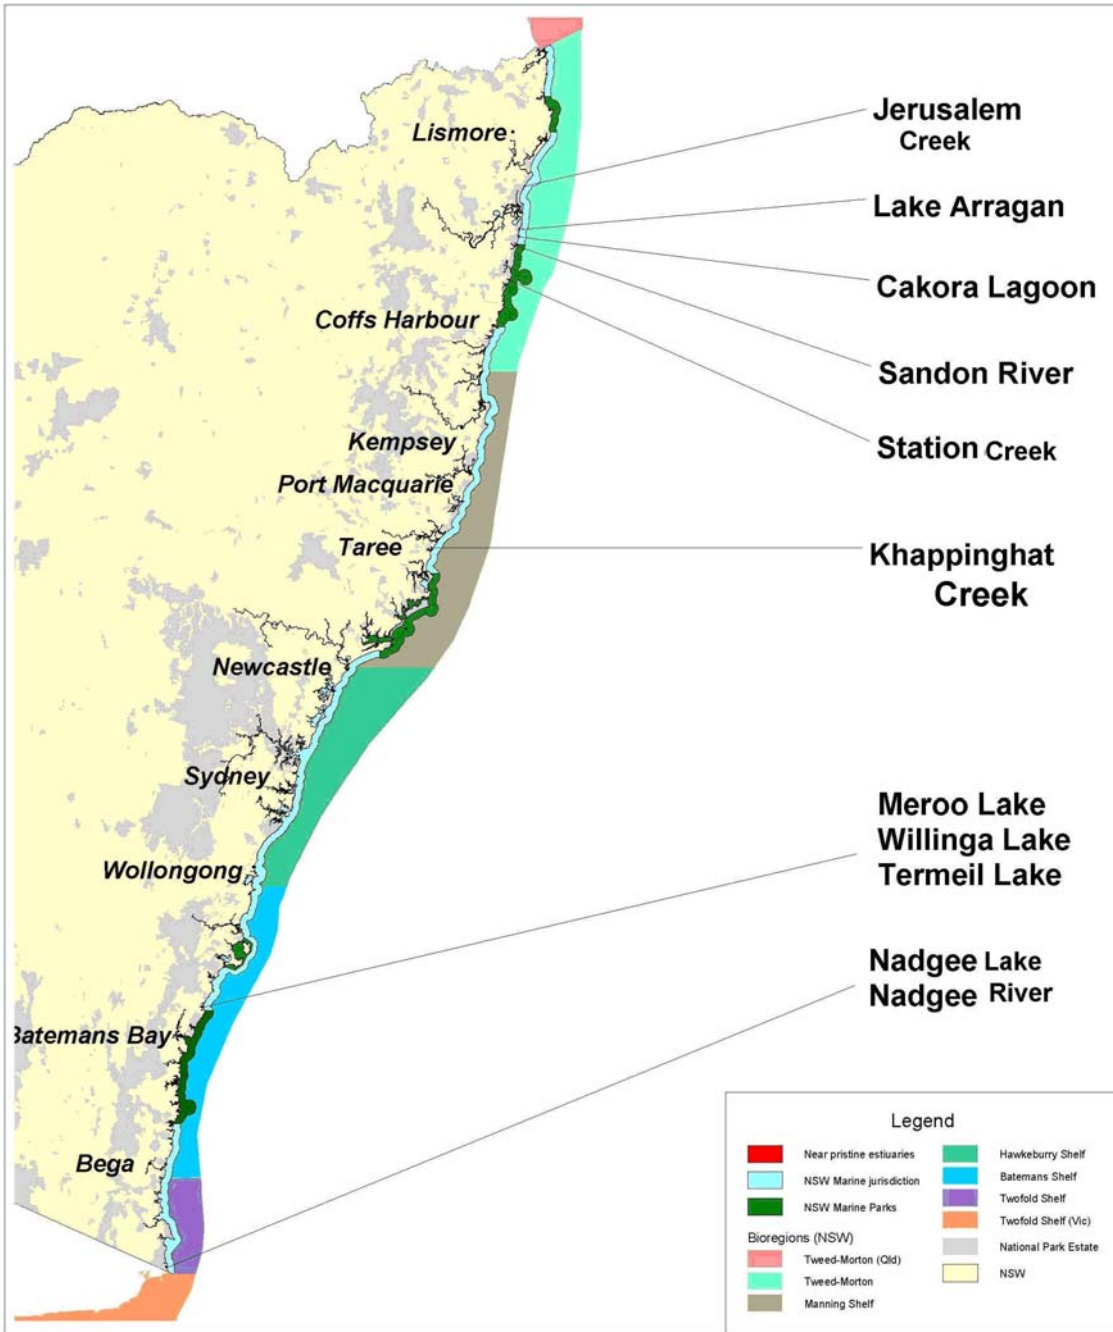 Lismore
Jerusalem
Creek
Lake Arragan
Cakora Lagoon
Coffs Harbour
Sandon River
Station Creek
Kempsey
Port Macquarie
Taree
Khappinghat
Creek
Newcastle
Sydney
Meroo Lake
Willinga Lake
Termeil Lake
Wollongong
Nadgee Lake
Nadgee River
Batemans Bay
Bega
Legend
Near pristine estuaries
NSW Marine jurisdiction
NSW Marine Parks
Bioregions (NSW)
Tweed-Morton (Qld)
Tweed-Morton
Manning Shelf
Hawkeburry Shelf
Batemans Shelf
Twofold Shelf
Twofold Shelf (Vic)
National Park Estate
NSW